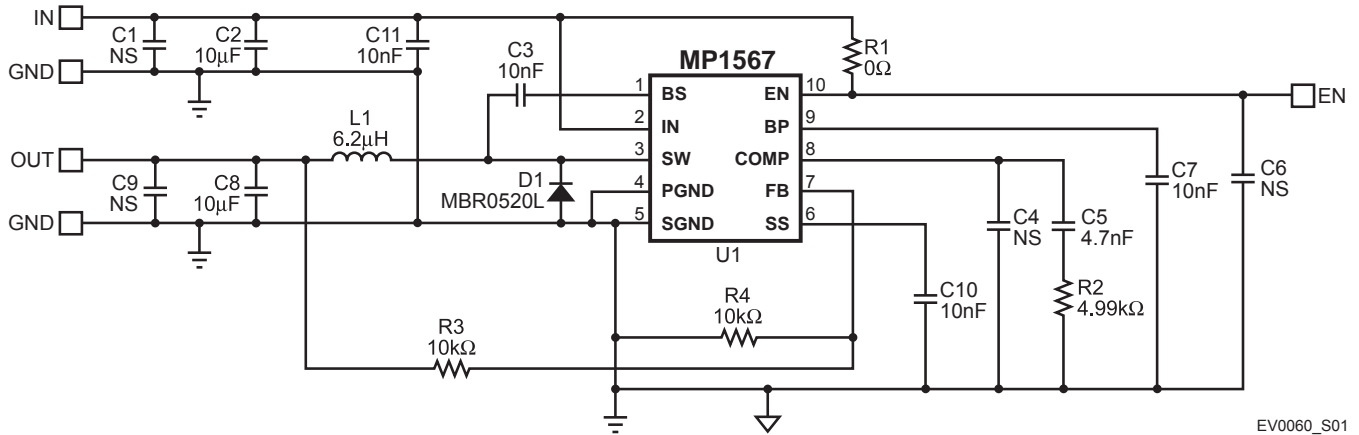 IN
GND
OUT
GND
C1
NS
C2
10µF
C11
10nF
C3
10nF
L1
6.2µH
C9
NS
C8
10µF
D1
MBR0520L
MP1567
1 BS
2 IN
3 SW
4 PGND
5 SGND
EN 10
BP 9
COMP 8
FB 7
SS 6
U1
R1
0Ω
EN
C7
10nF
C6
NS
C4
NS
C5
4.7nF
R2
4.99kΩ
C10
10nF
R4
10kΩ
R3
10kΩ
EV0060_S01